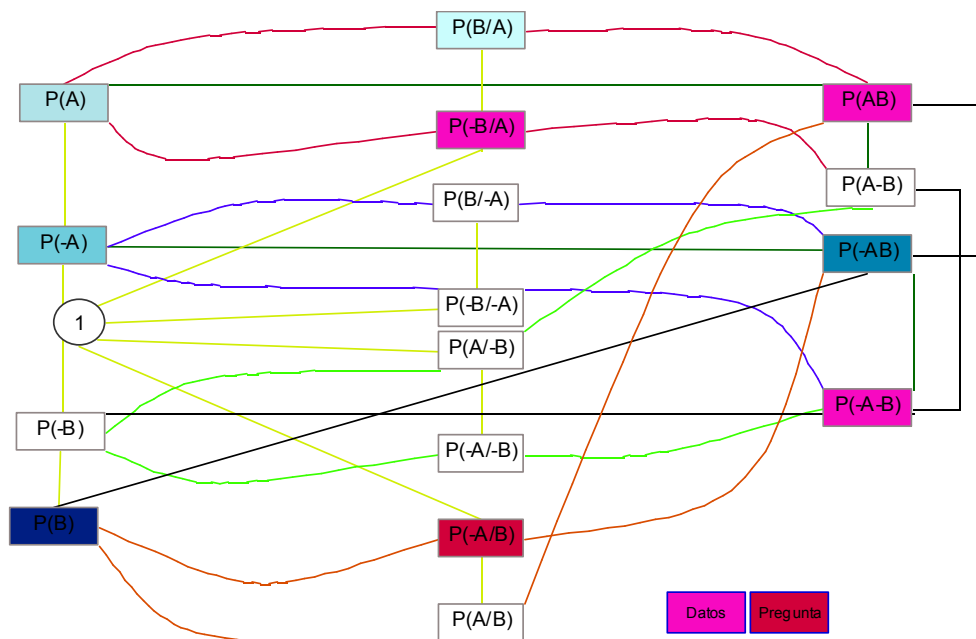 P(B/A)
P(A)
P(AB)
P(-B/A)
P(A-B)
P(B/-A)
P(-A)
P(-AB)
P(-B/-A)
1
P(A/-B)
P(-A-B)
P(-B)
P(-A/-B)
P(B)
P(-A/B)
P(A/B)
Datos
Pregunta